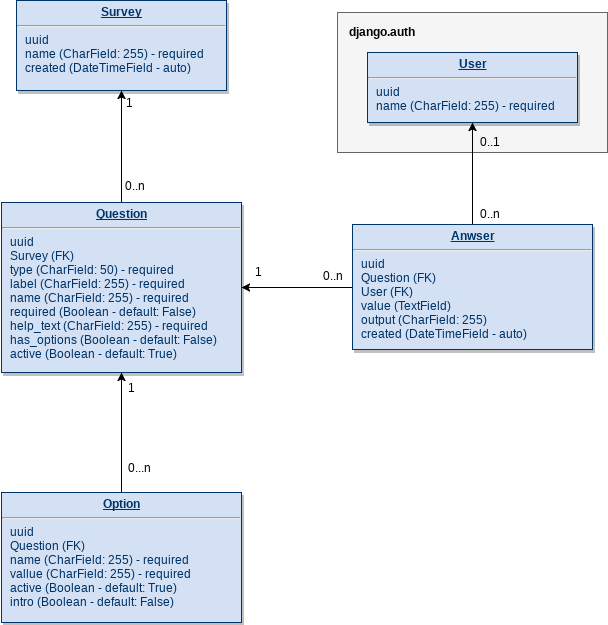 Survey
uuid
name (CharField: 255) - required
created (DateTimeField - auto)
django.auth
User
uuid
name (CharField: 255) - required
1
0..n
0..1
0..n
Question
uuid
Survey (FK)
type (CharField: 50) - required
label (CharField: 255) - required
name (CharField: 255) - required
required (Boolean - default: False)
help_text (CharField: 255) - required
has_options (Boolean - default: False)
active (Boolean - default: True)
1
0..n
Anwser
uuid
Question (FK)
User (FK)
value (TextField)
output (CharField: 255)
created (DateTimeField - auto)
1
0...n
Option
uuid
Question (FK)
name (CharField: 255) - required
vallue (CharField: 255) - required
active (Boolean - default: True)
intro (Boolean - default: False)